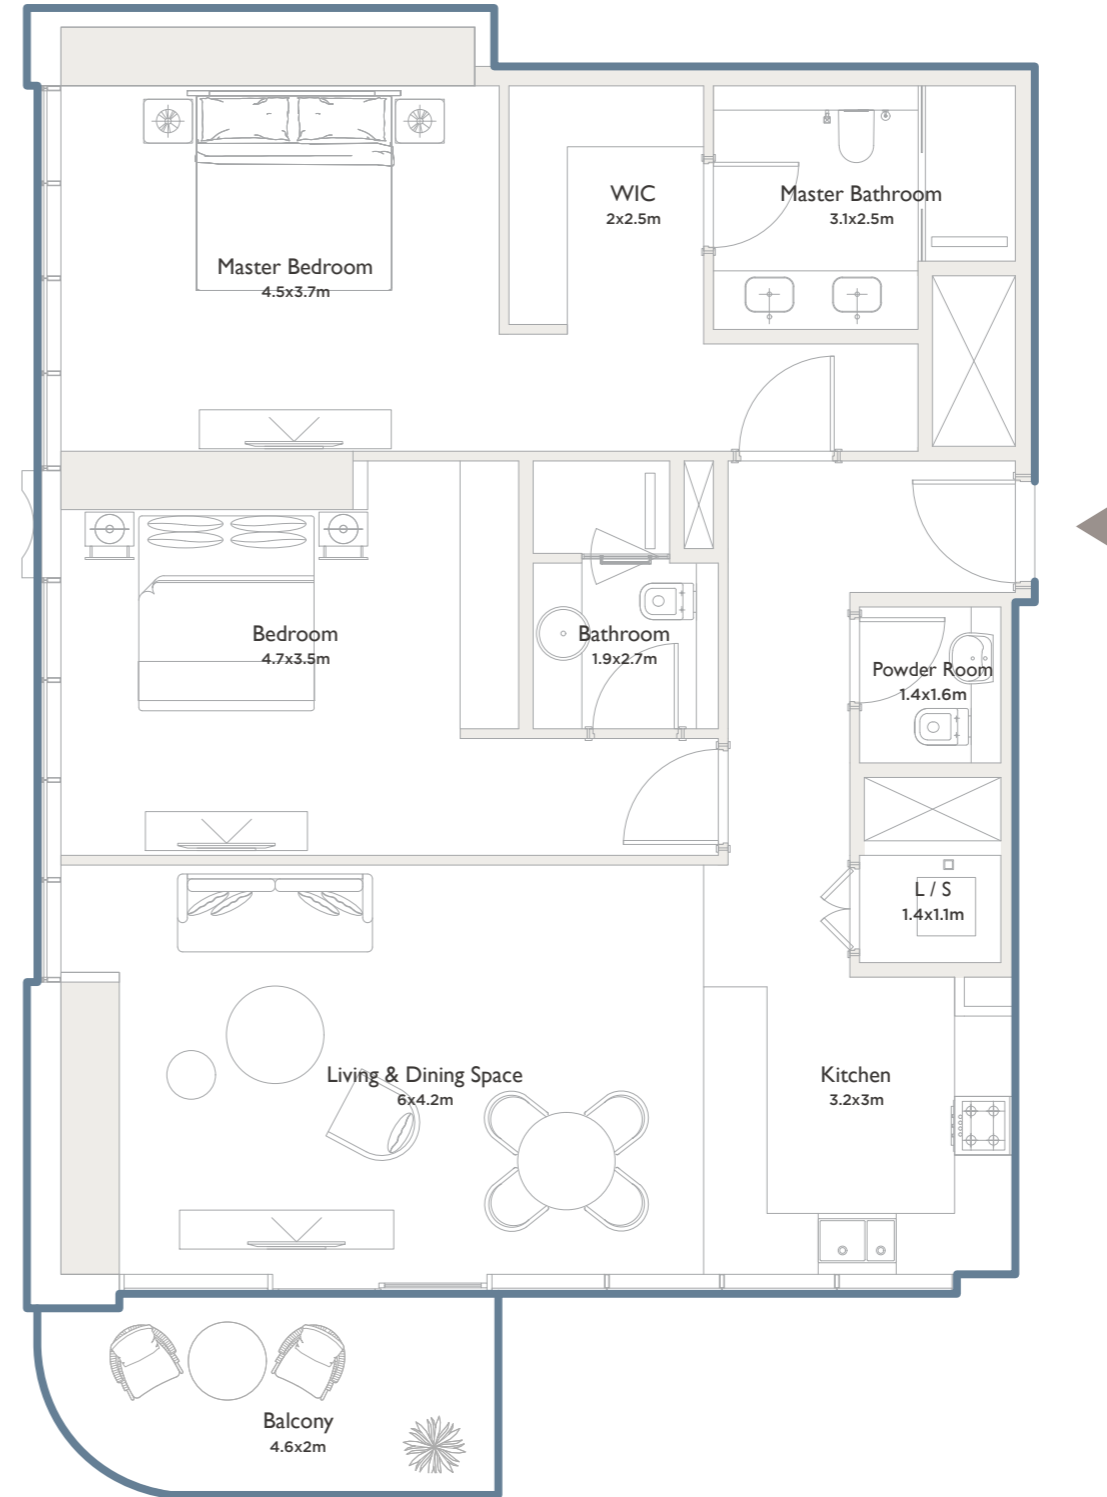 WIC
2x2.5m
Master Bathroom
3.1x2.5m
Master Bedroom
4.5x3.7m
Bedroom
4.7x3.5m
Bathroom
1.9x2.7m
Powder Room
1.4x1.6m
L / S
1.4x1.1m
Living & Dining Space
6x4.2m
Kitchen
3.2x3m
Balcony
4.6x2m